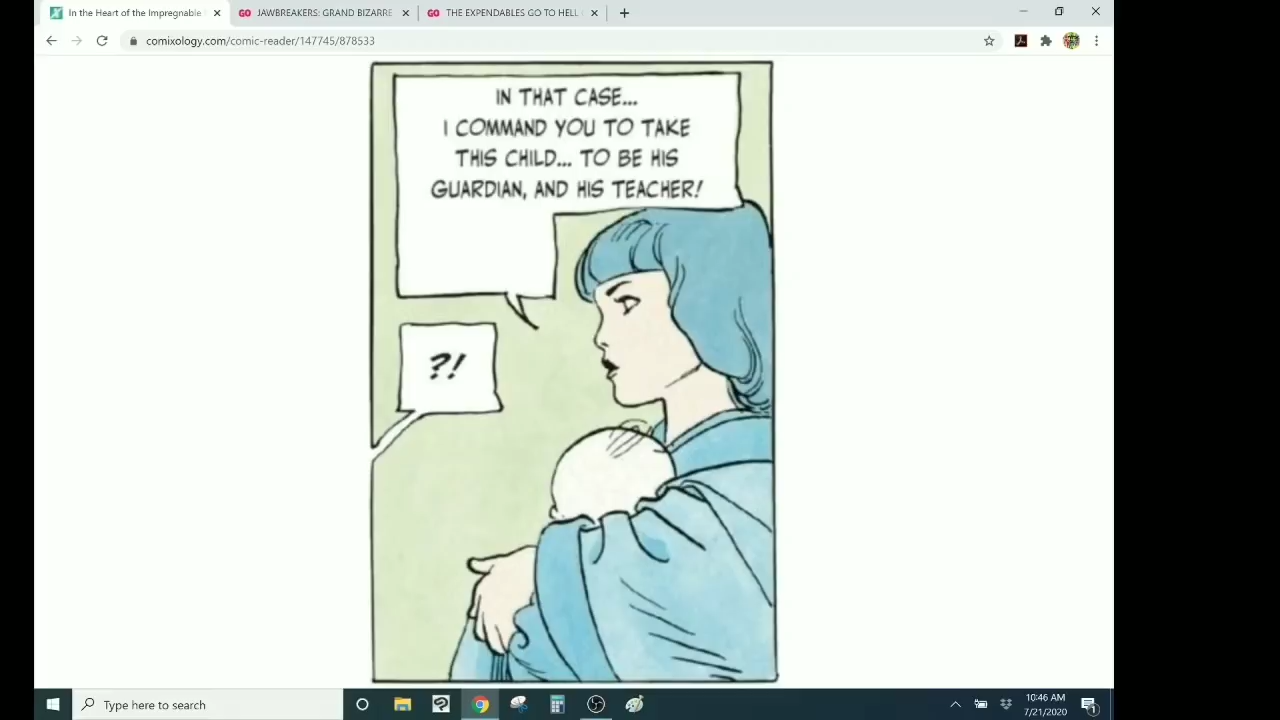 In the Heart of the Impregnable
JAWBREAKERS: GRAND BIZARRE
THE EXPENDABLES GO TO HELL
comixology.com/comic-reader/147745/878533
IN THAT CASE...
I COMMAND YOU TO TAKE
THIS CHILD... TO BE HIS
GUARDIAN, AND HIS TEACHER!
?!
Type here to search
10:46 AM
7/21/2020